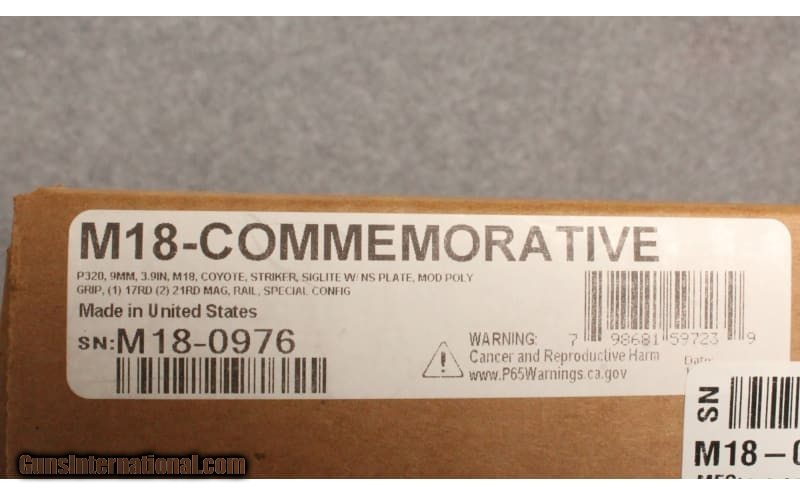 M18-COMMEMORATIVE
P320, 9MM, 3.9IN, M18, COYOTE, STRIKER, SIGLITE W/ NS PLATE, MOD POLY
GRIP, (1) 17RD (2) 21RD MAG, RAIL, SPECIAL CONFIG
Made in United States
SN:M18-0976
7 98681 59723 9
WARNING:
Cancer and Reproductive Harm
www.P65Warnings.ca.gov
Date:
SN
M18-0
GunsInternational.com